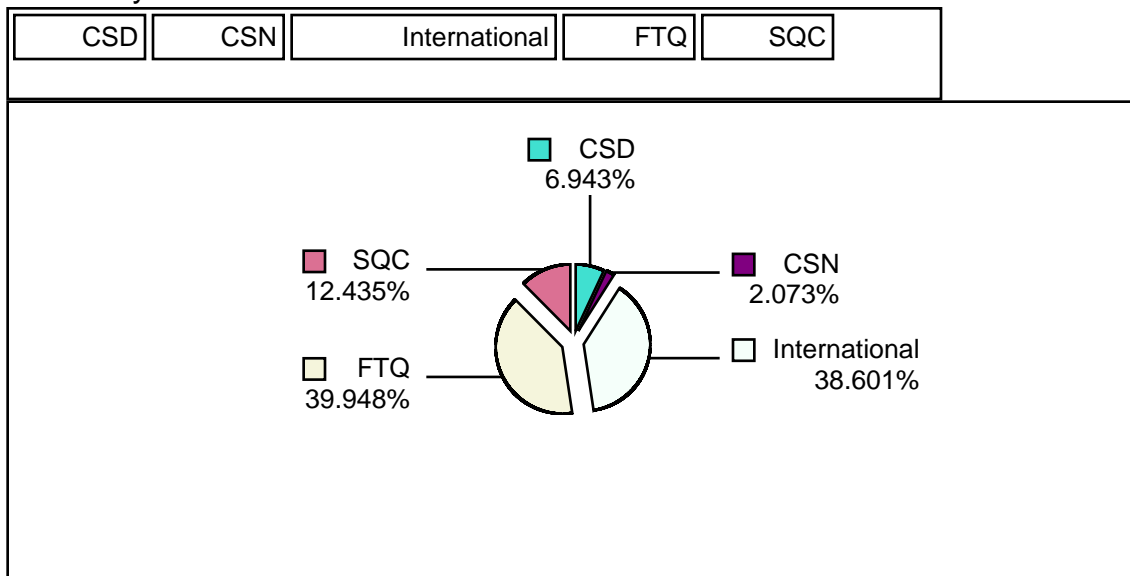 CSD CSN International FTQ SQC
CSD
6.943%
SQC
12.435%
CSN
2.073%
International
38.601%
FTQ
39.948%